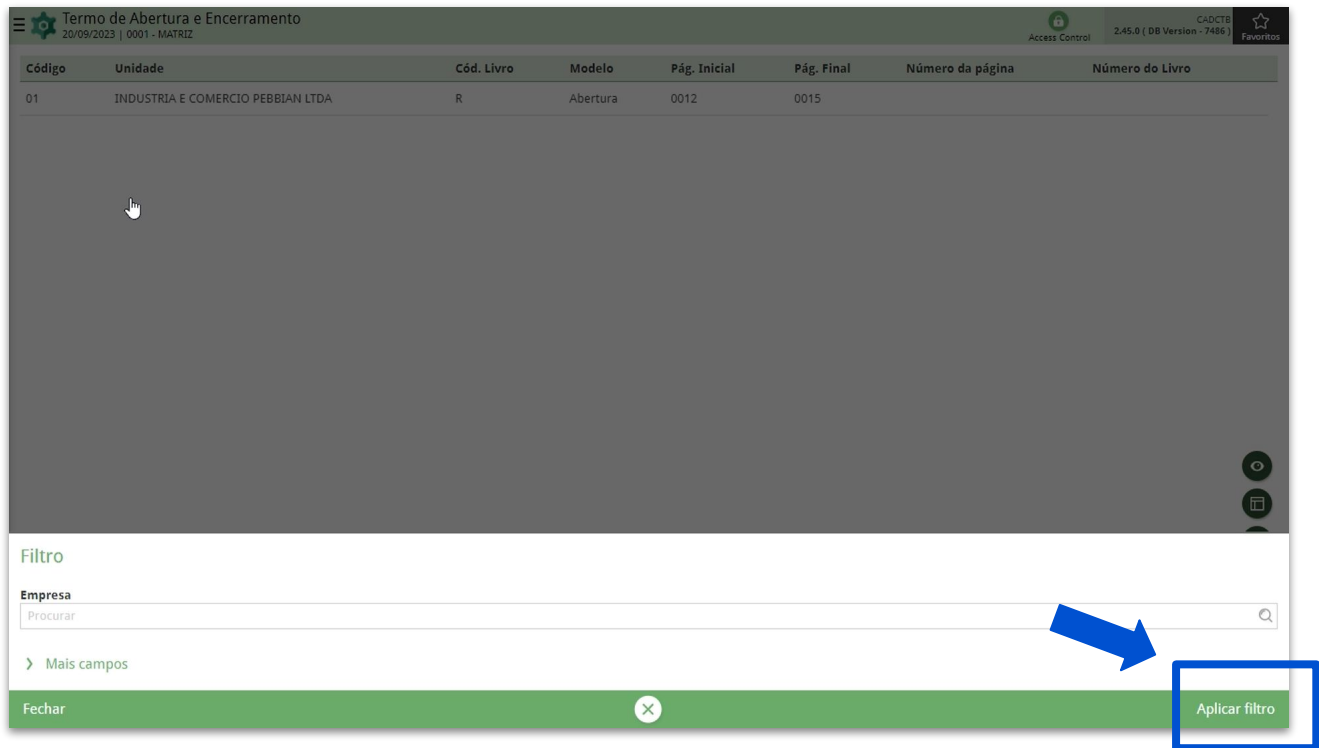 Termo de Abertura e Encerramento
20/09/2023 | 0001 - MATRIZ
Access Control
CADCTB
2.45.0 ( DB Version - 7486 )
Favoritos
Código Unidade Cód. Livro Modelo Pág. Inicial Pág. Final Número da página Número do Livro
01 INDUSTRIA E COMERCIO PEBBIAN LTDA R Abertura 0012 0015
Filtro
Empresa
Procurar
Mais campos
Fechar
Aplicar filtro